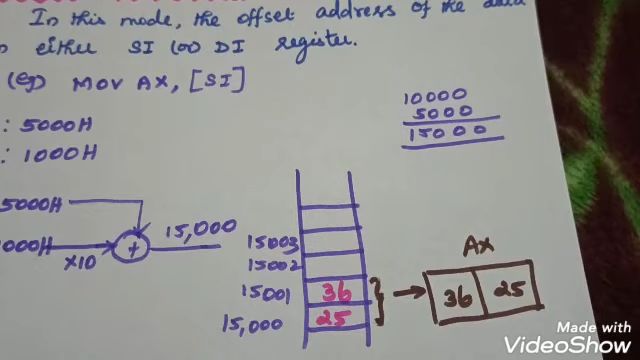 In this mode, the offset address of the data
either SI (or) DI register.
(eg) MOV AX, [SI]
: 5000H
: 1000H
10000
5000
15000
5000H
1000H
×10
+
15,000
15003
15002
15001 36
15,000 25
AX
36 25
Made with
VideoShow